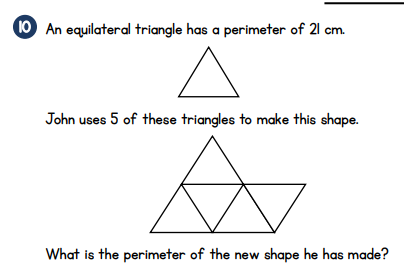 10 An equilateral triangle has a perimeter of 21 cm.
John uses 5 of these triangles to make this shape.
What is the perimeter of the new shape he has made?